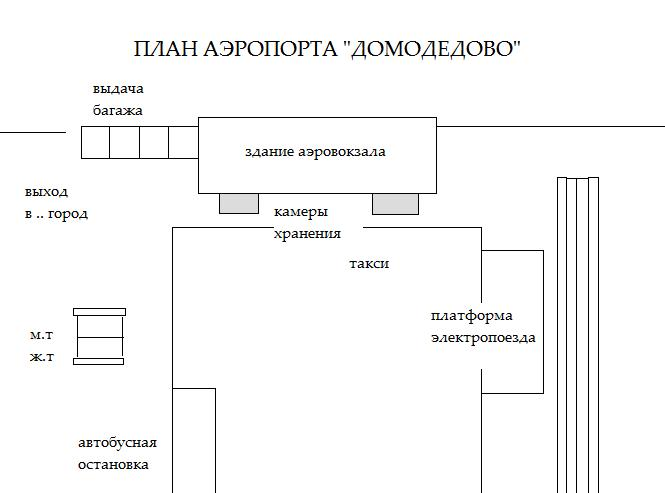 ПЛАН АЭРОПОРТА "ДОМОДЕДОВО"
выдача
багажа
здание аэровокзала
выход
в .. город
камеры
хранения
такси
платформа
электропоезда
м.т
ж.т
автобусная
остановка